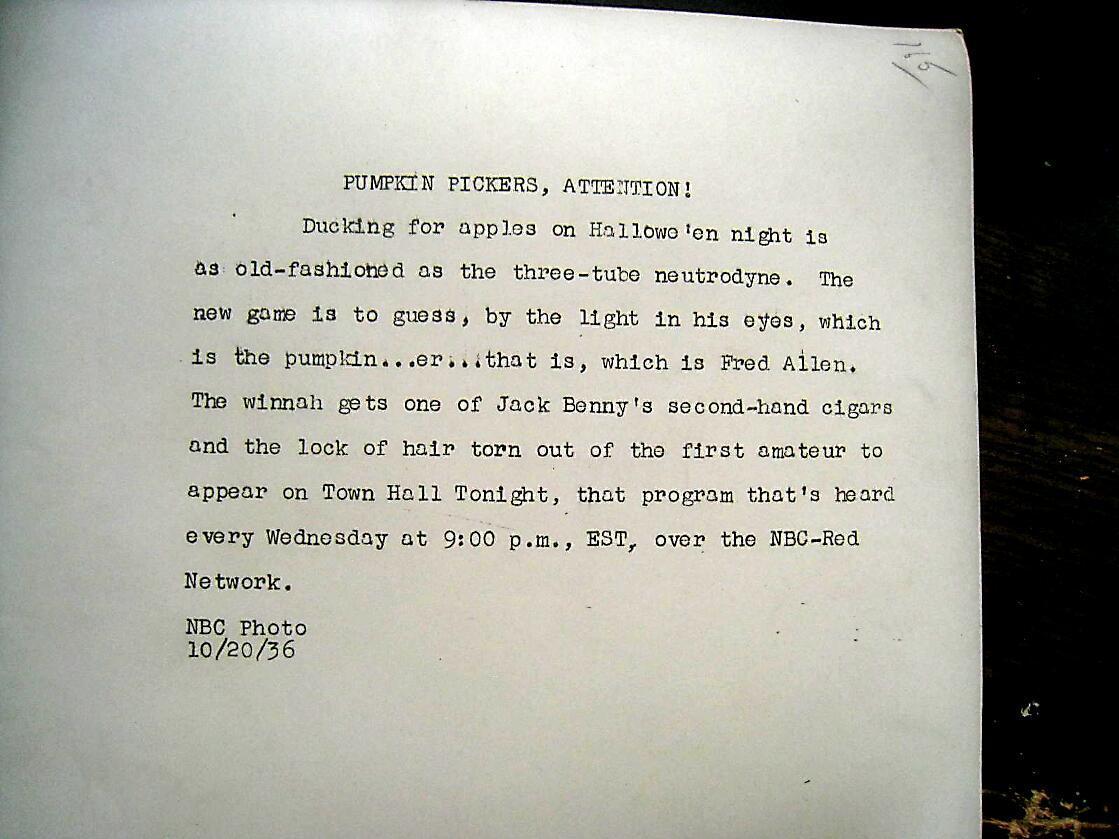 PUMPKIN PICKERS, ATTENTION!
Ducking for apples on Hallowe'en night is
as old-fashioned as the three-tube neutrodyne. The
new game is to guess, by the light in his eyes, which
is the pumpkin...er...that is, which is Fred Allen.
The winnah gets one of Jack Benny's second-hand cigars
and the lock of hair torn out of the first amateur to
appear on Town Hall Tonight, that program that's heard
every Wednesday at 9:00 p.m., EST, over the NBC-Red
Network.
NBC Photo
10/20/36